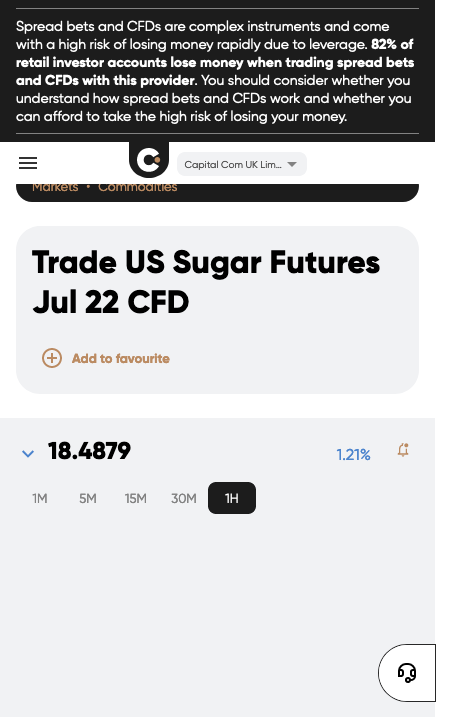 Spread bets and CFDs are complex instruments and come
with a high risk of losing money rapidly due to leverage. 82% of
retail investor accounts lose money when trading spread bets
and CFDs with this provider. You should consider whether you
understand how spread bets and CFDs work and whether you
can afford to take the high risk of losing your money.
Capital Com UK Lim...
Markets • Commodities
Trade US Sugar Futures
Jul 22 CFD
Add to favourite
18.4879
1.21%
1M 5M 15M 30M 1H